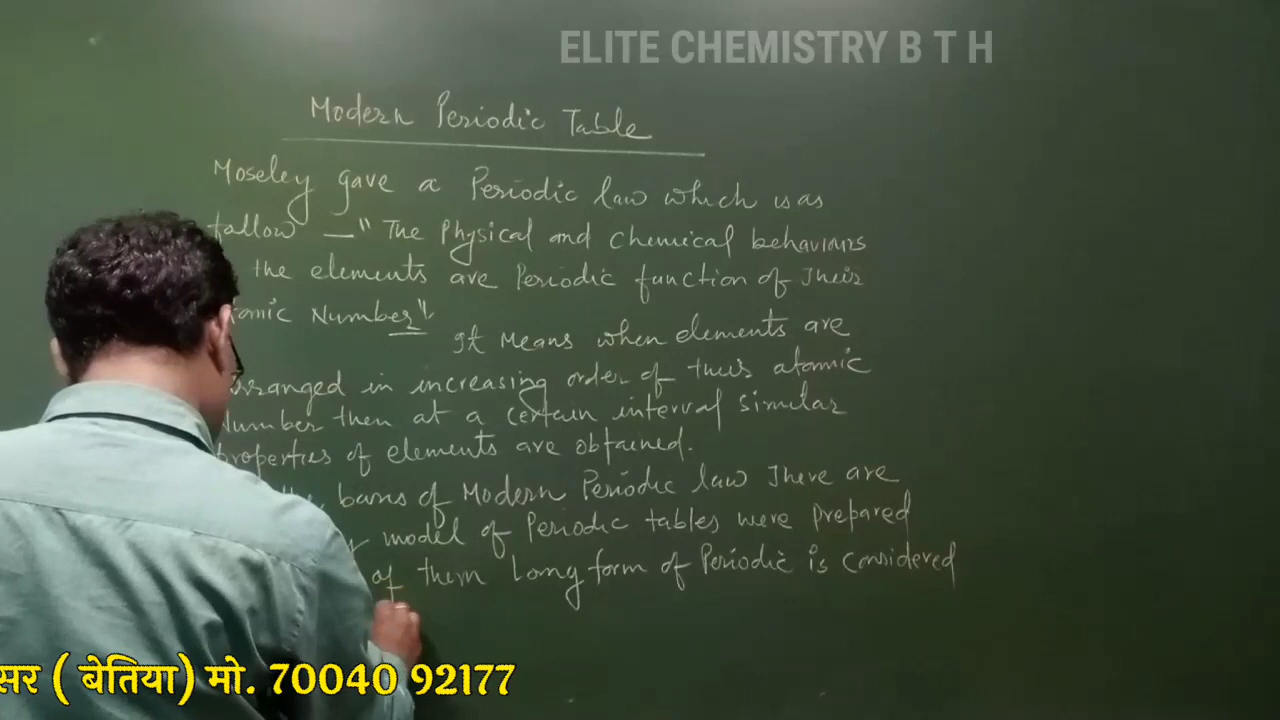 ELITE CHEMISTRY B T H
Modern Periodic Table
Moseley gave a Periodic law which is as
follow — " The Physical and Chemical behaviours
the elements are Periodic function of Their
tomic Number"
It Means when elements are
rranged in increasing order of their atomic
Number then at a certain interval similar
properties of elements are obtained.
the basis of Modern Periodic law There are
model of Periodic tables were prepared
of them Long form of Periodic is considered
सर ( बेतिया) मो. 70040 92177